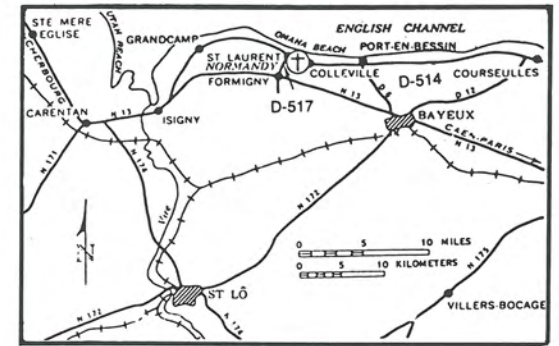 STE MERE
EGLISE
UTAH BEACH
GRANDCAMP
OMAHA BEACH
ENGLISH CHANNEL
PORT-EN-BESSIN
ST LAURENT
NORMANDY
FORMIGNY
COLLEVILLE
D-514
COURSEULLES
CHERBOURG
D-517
D 6
D 12
CARENTAN
N 13
ISIGNY
N 13
BAYEUX
CAEN-PARIS
N 13
N 171
N 174
Vire
N 172
N 175
0 5 10 MILES
0 5 10 KILOMETERS
ST LÔ
N 172
VILLERS-BOCAGE